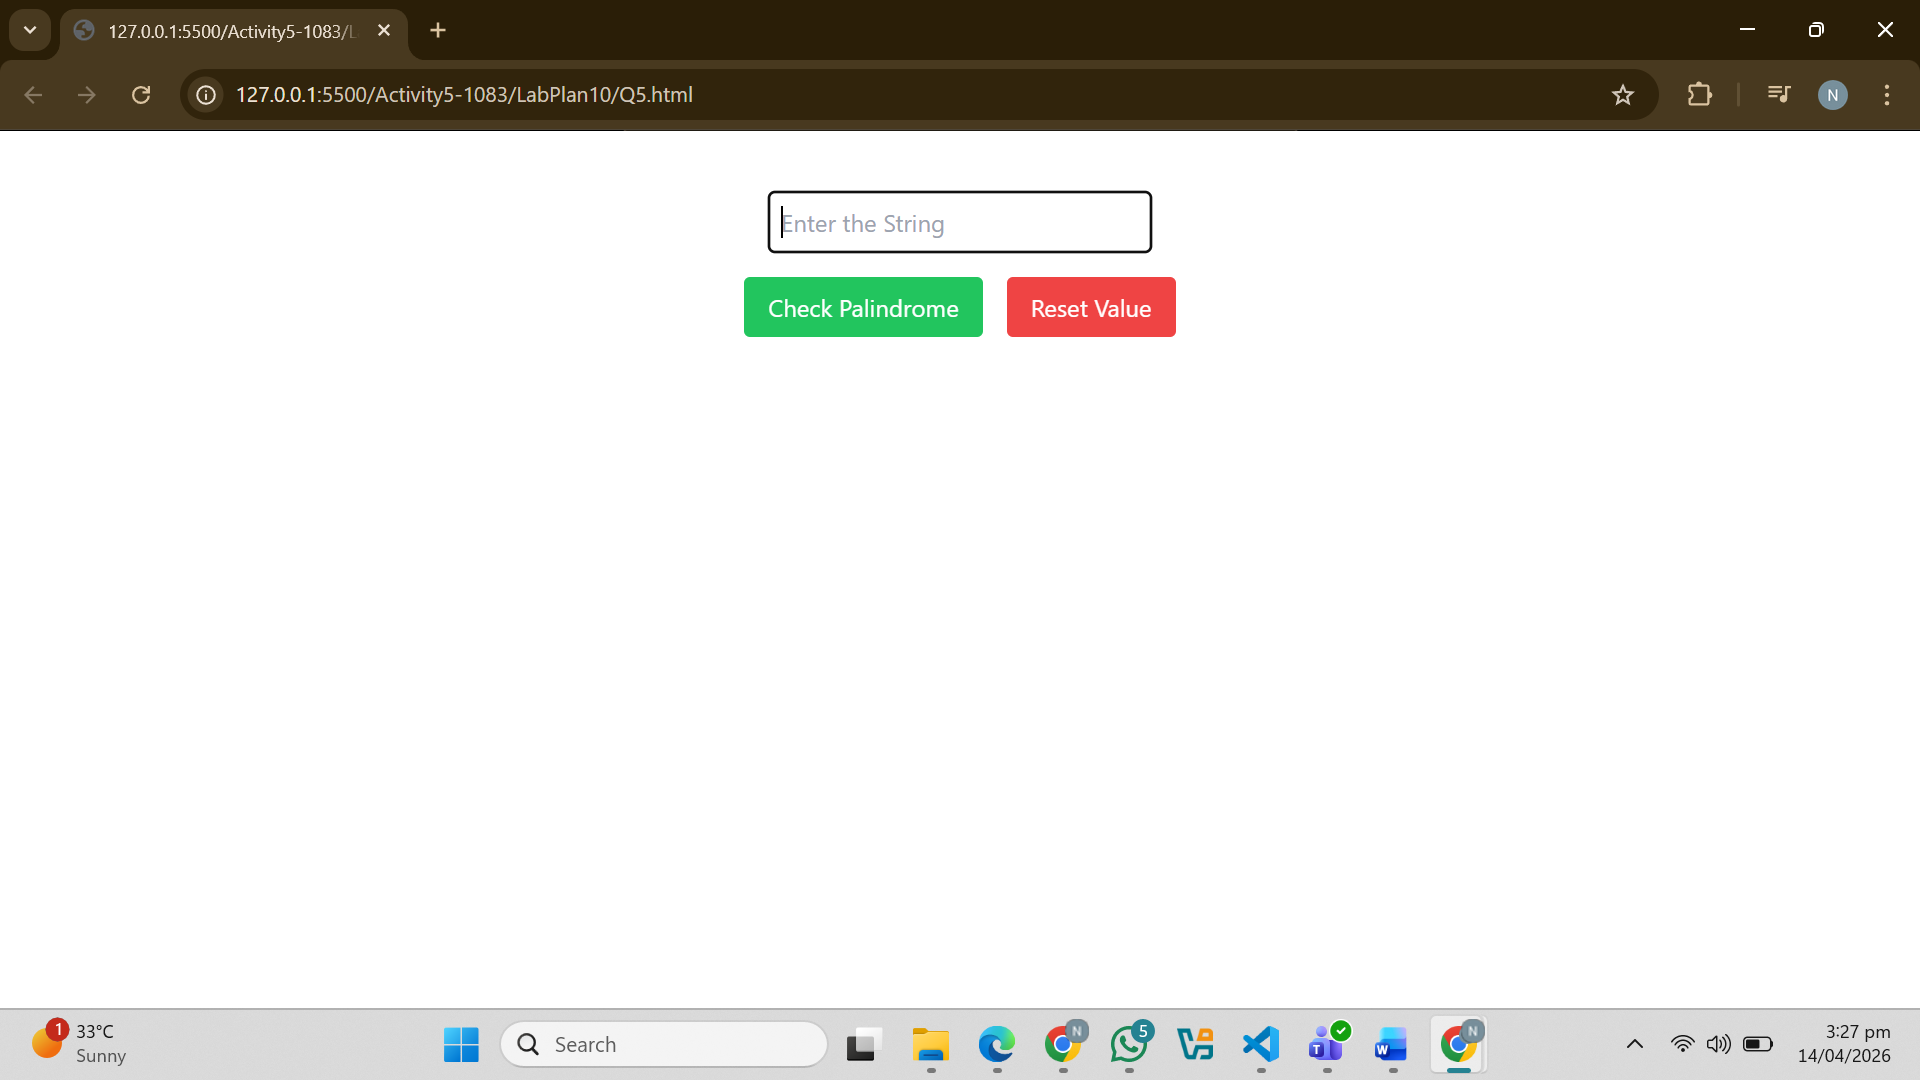 127.0.0.1:5500/Activity5-1083/L
127.0.0.1:5500/Activity5-1083/LabPlan10/Q5.html
N
Enter the String
Check Palindrome
Reset Value
1
33°C
Sunny
Search
N
5
T
W
N
3:27 pm
14/04/2026